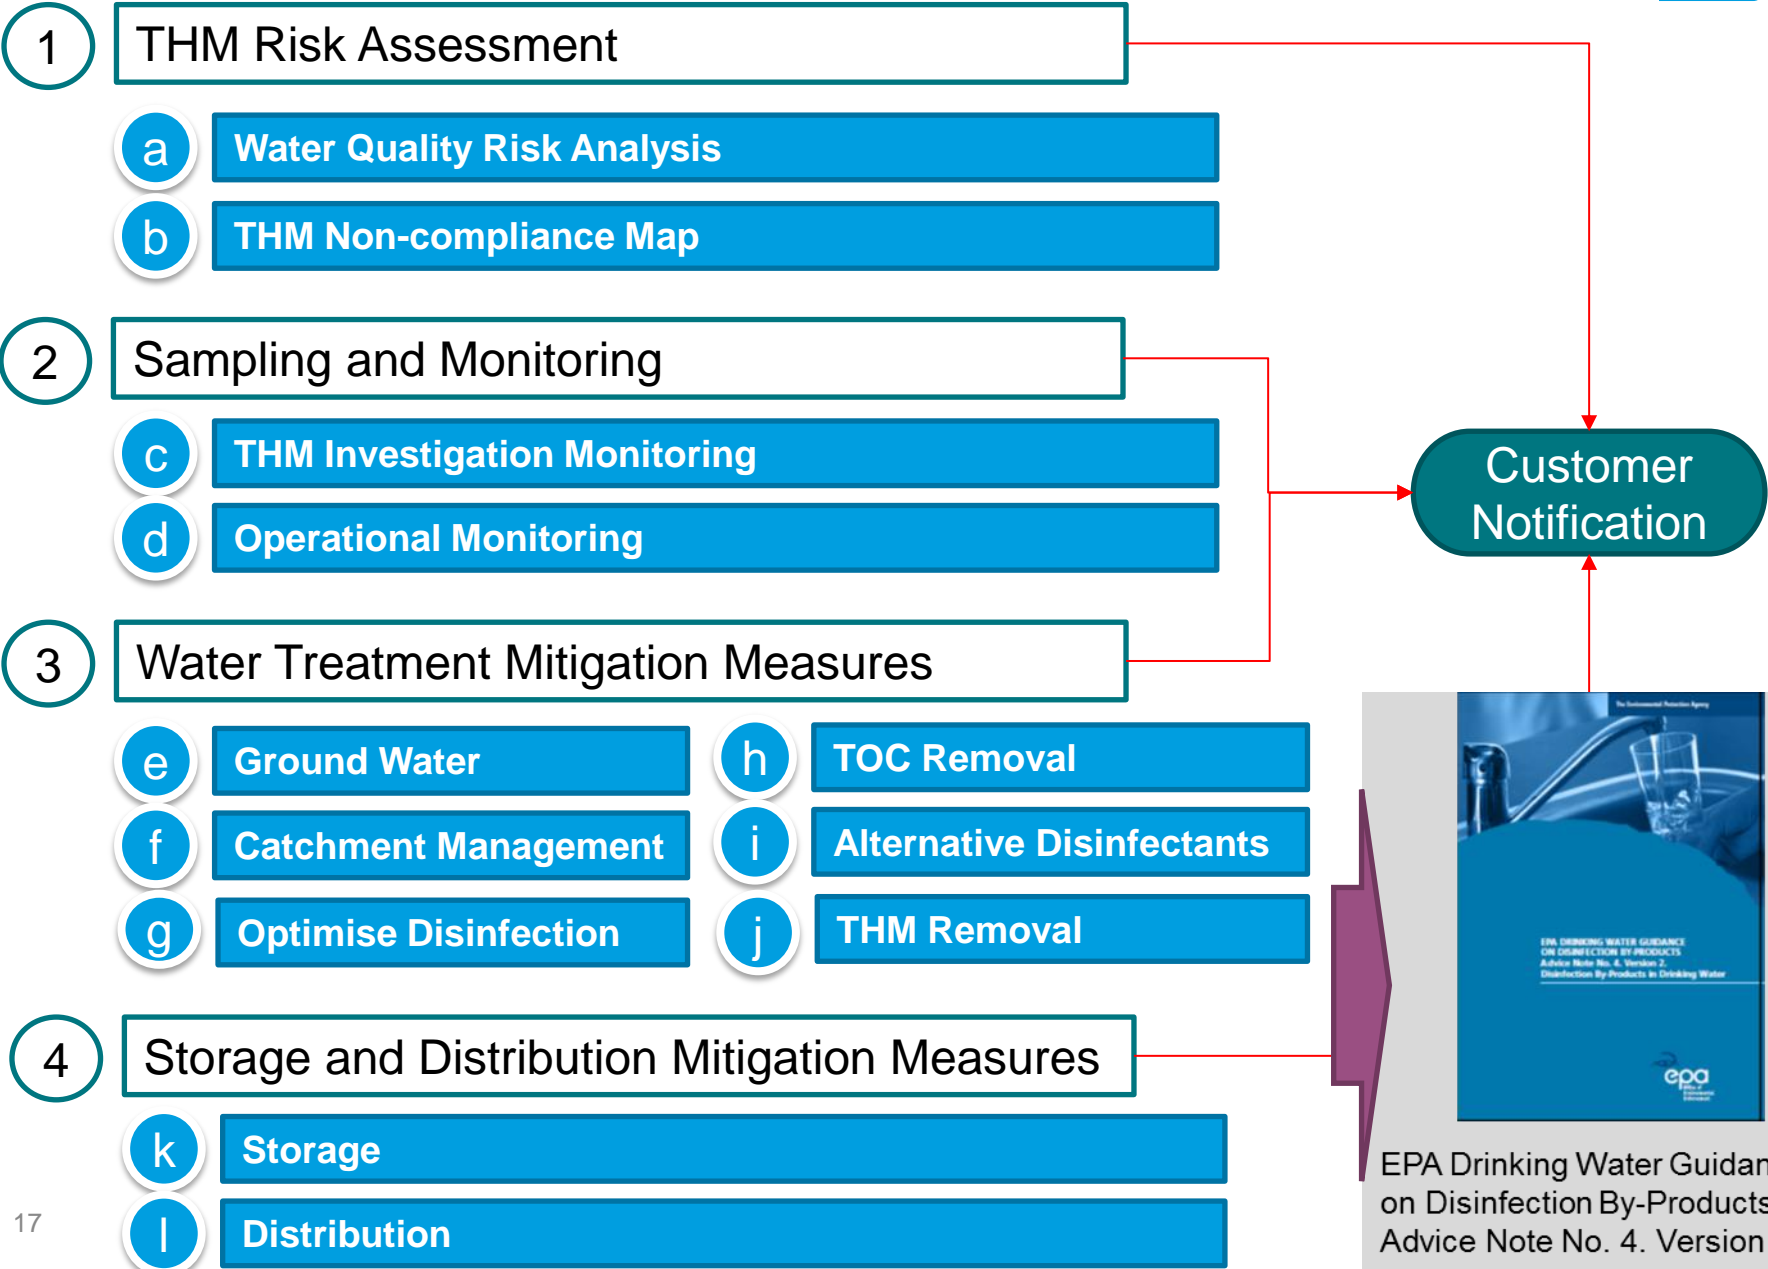 1
THM Risk Assessment
a
Water Quality Risk Analysis
b
THM Non-compliance Map
2
Sampling and Monitoring
c
THM Investigation Monitoring
d
Operational Monitoring
Customer
Notification
3
Water Treatment Mitigation Measures
e
Ground Water
h
TOC Removal
f
Catchment Management
i
Alternative Disinfectants
g
Optimise Disinfection
j
THM Removal
4
Storage and Distribution Mitigation Measures
k
Storage
l
Distribution
The Environmental Protection Agency
EPA DRINKING WATER GUIDANCE
ON DISINFECTION BY-PRODUCTS
Advice Note No. 4. Version 2.
Disinfection By-Products in Drinking Water
epa
EPA Drinking Water Guidan
on Disinfection By-Products
Advice Note No. 4. Version
17